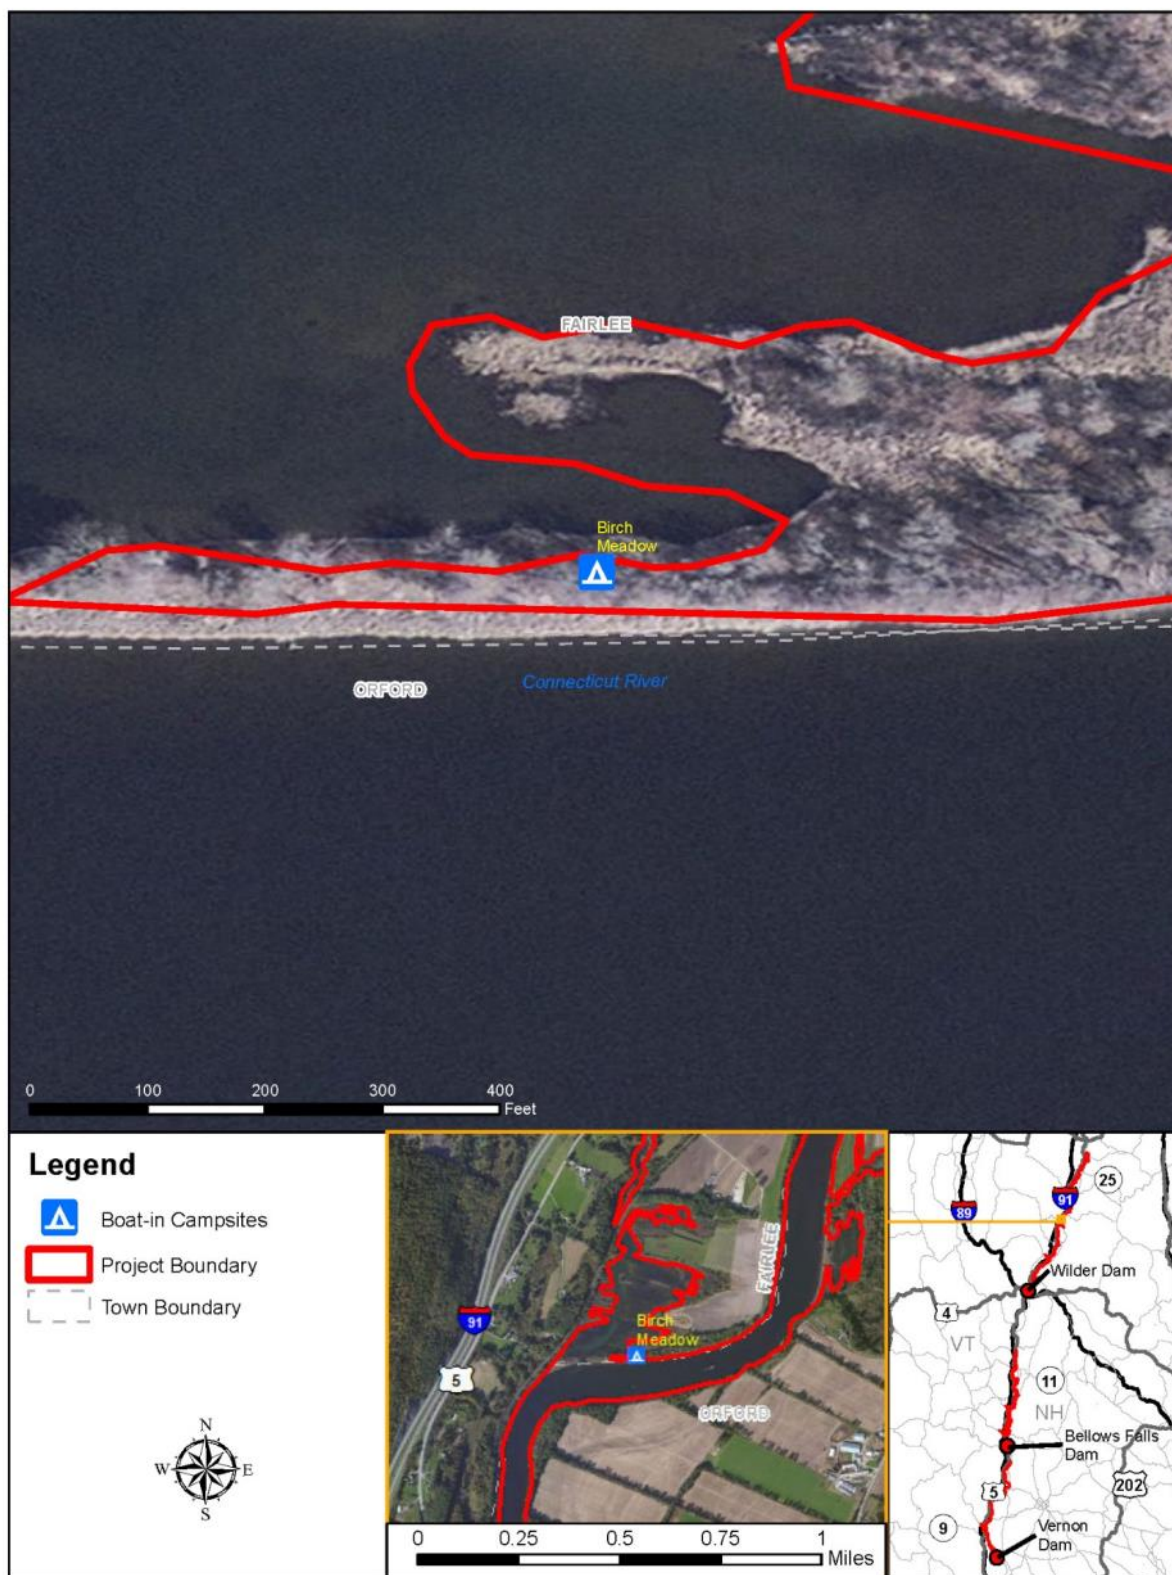 FAIRLEE
Birch
Meadow
ORFORD
Connecticut River
0 100 200 300 400
Feet
Legend
Boat-in Campsites
Project Boundary
Town Boundary
N
W E
S
FAIRLEE
91
Birch
Meadow
5
ORFORD
0 0.25 0.5 0.75 1
Miles
25
91
89
Wilder Dam
4
VT
11
NH
Bellows Falls
Dam
202
5
9
Vernon
Dam